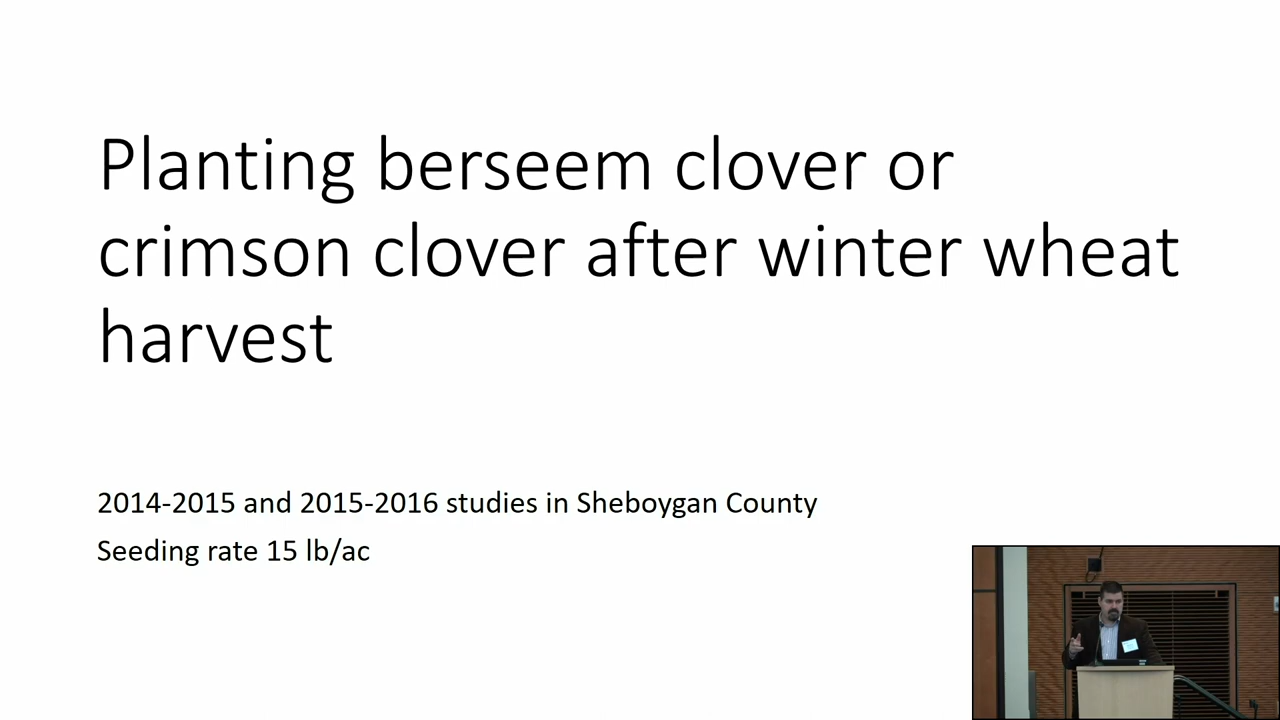 Planting berseem clover or
crimson clover after winter wheat
harvest
2014-2015 and 2015-2016 studies in Sheboygan County
Seeding rate 15 lb/ac